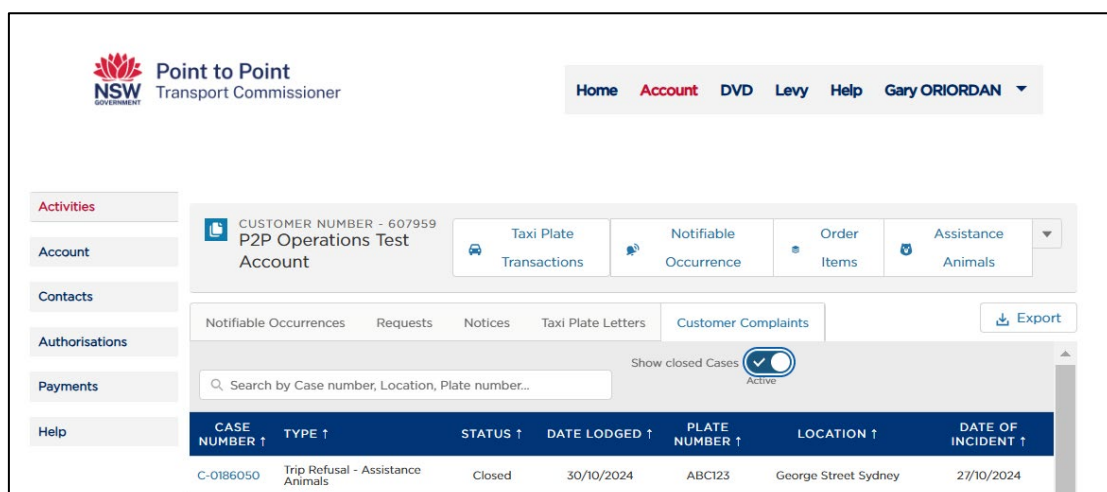 NSW
GOVERNMENT
Point to Point
Transport Commissioner
Home Account DVD Levy Help Gary ORIORDAN
Activities
Account
Contacts
Authorisations
Payments
Help
CUSTOMER NUMBER - 607959
P2P Operations Test
Account
Taxi Plate
Transactions
Notifiable
Occurrence
Order
Items
Assistance
Animals
Notifiable Occurrences Requests Notices Taxi Plate Letters Customer Complaints
Export
Show closed Cases
Active
Search by Case number, Location, Plate number...
CASE NUMBER ↑ TYPE ↑ STATUS ↑ DATE LODGED ↑ PLATE NUMBER ↑ LOCATION ↑ DATE OF INCIDENT ↑
C-0186050 Trip Refusal - Assistance Animals Closed 30/10/2024 ABC123 George Street Sydney 27/10/2024